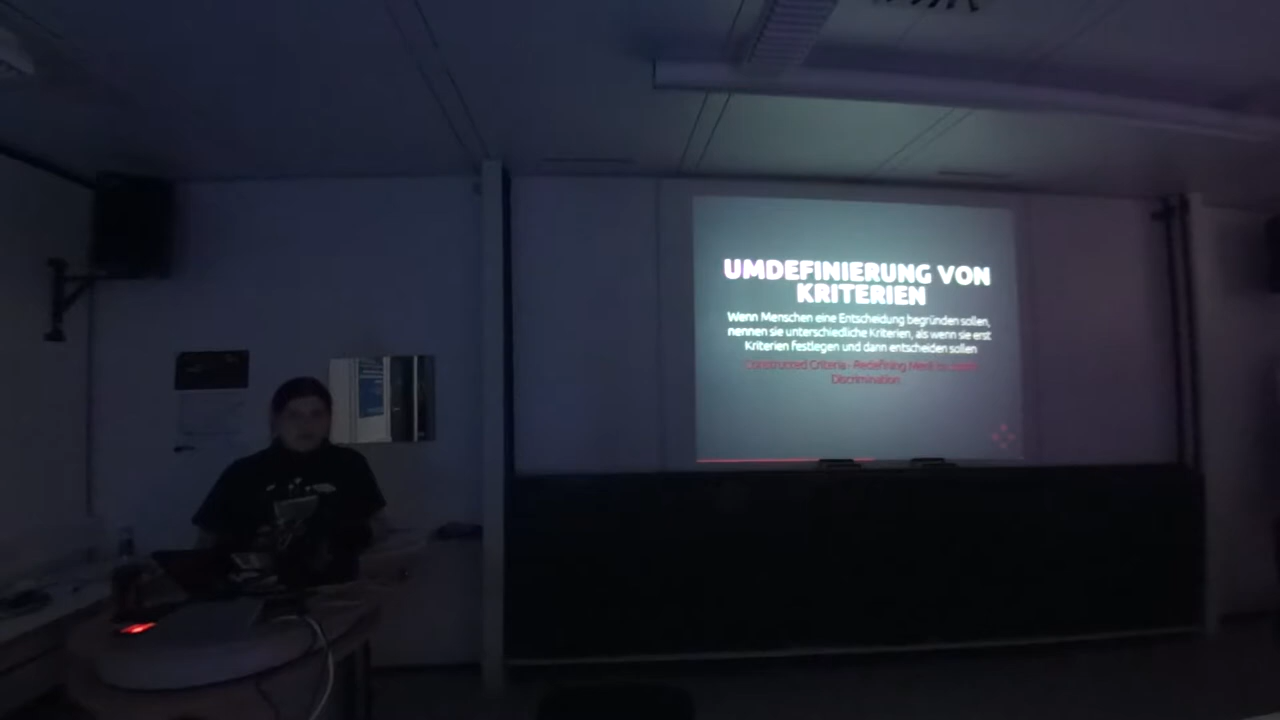 UMDEFINIERUNG VON
KRITERIEN
Wenn Menschen eine Entscheidung begründen sollen,
nennen sie unterschiedliche Kriterien, als wenn sie erst
Kriterien festlegen und dann entscheiden sollen
Constructed Criteria - Redefining Merit to
Discrimination